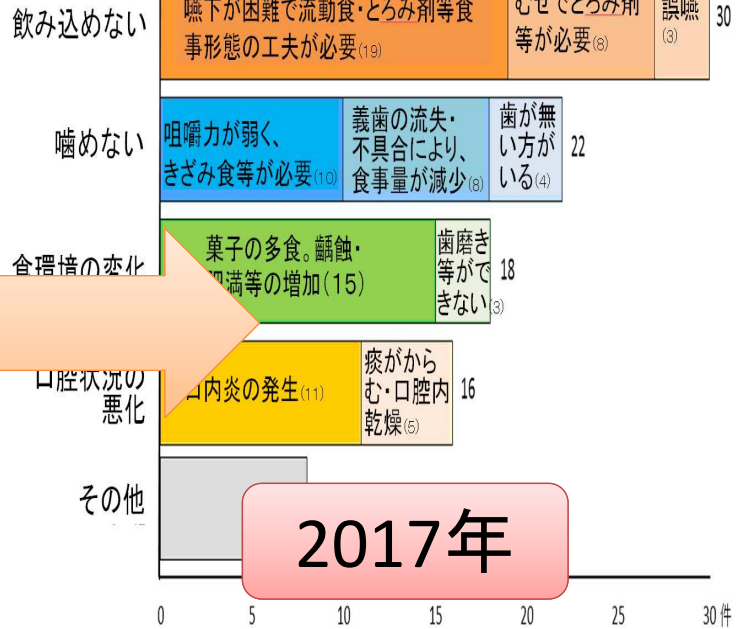 飲み込めない
嚥下が困難で流動食・とろみ剤等食
事形態の工夫が必要(19)
むせでとろみ剤
等が必要(8)
誤嚥
(3)
30
噛めない
咀嚼力が弱く、
きざみ食等が必要(10)
義歯の流失・
不具合により、
食事量が減少(8)
歯が無
い方が
いる(4)
22
食環境の変化
菓子の多食。齲蝕・
肥満等の増加(15)
歯磨き
等がで
きない(3)
18
口腔状況の
悪化
口内炎の発生(11)
痰がから
む・口腔内
乾燥(5)
16
その他
2017年
0 5 10 15 20 25 30 件